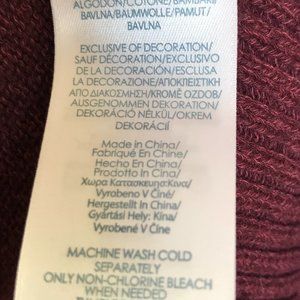 ALGODÓN/COTONE/ΒΑΜΒΑΚΙ
BAVLNA/BAUMWOLLE/PAMUT/
BAVLNA
EXCLUSIVE OF DECORATION/
SAUF DÉCORATION/EXCLUSIVO
DE LA DECORACIÓN/ESCLUSA
LA DECORAZIONE/ΑΠΟΚΛΕΙΣΤΙΚΗ
ΑΠΟ ΔΙΑΚΟΣΜΗΣΗ/KROMĚ OZDOB/
AUSGENOMMEN DEKORATION/
DEKORÁCIÓ NÉLKÜL/OKREM
DEKORÁCIÍ
Made in China/
Fabriqué En Chine/
Hecho En China/
Prodotto In Cina/
Χωρα Κατασκευησ:Κινα/
Vyrobeno V Číně/
Hergestellt In China/
Gyártási Hely: Kína/
Vyrobené V Číne
MACHINE WASH COLD
SEPARATELY
ONLY NON-CHLORINE BLEACH
WHEN NEEDED